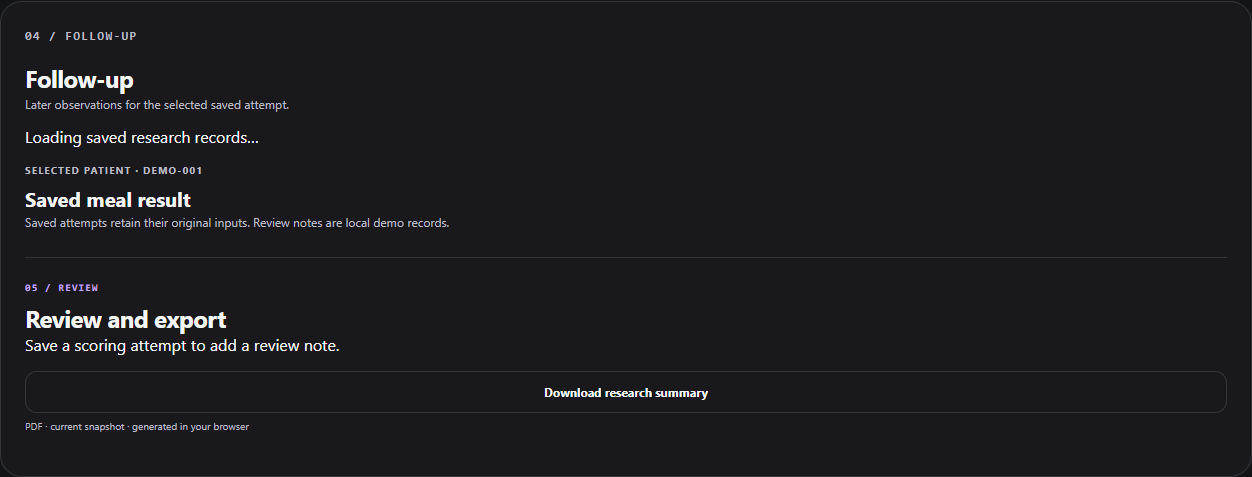 04 / FOLLOW-UP
Follow-up
Later observations for the selected saved attempt.
Loading saved research records...
SELECTED PATIENT · DEMO-001
Saved meal result
Saved attempts retain their original inputs. Review notes are local demo records.
05 / REVIEW
Review and export
Save a scoring attempt to add a review note.
Download research summary
PDF · current snapshot · generated in your browser